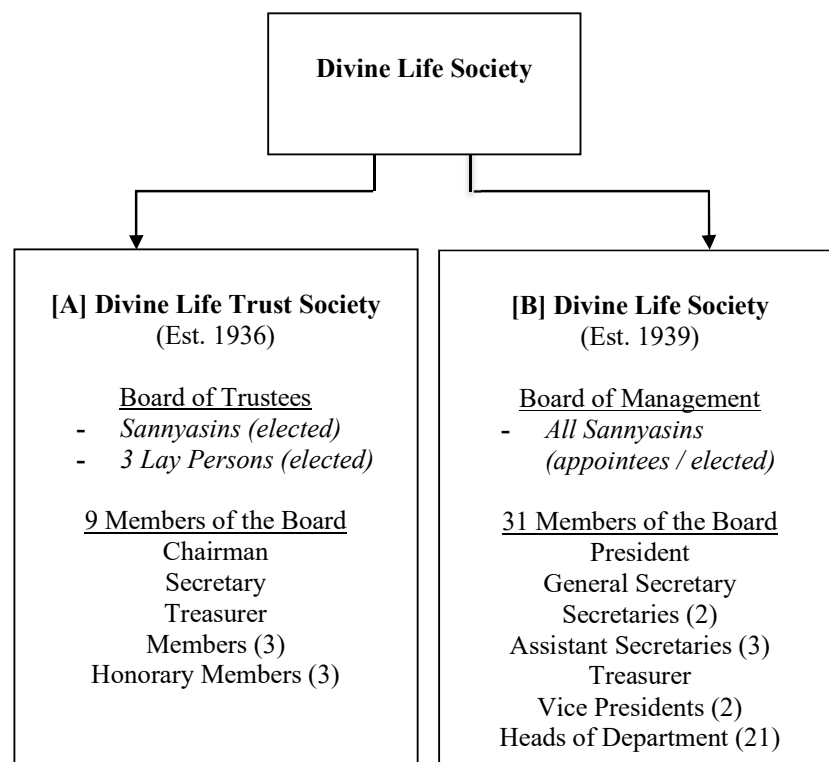 Divine Life Society
[A] Divine Life Trust Society
(Est. 1936)
Board of Trustees
- Sannyasins (elected)
- 3 Lay Persons (elected)
9 Members of the Board
Chairman
Secretary
Treasurer
Members (3)
Honorary Members (3)
[B] Divine Life Society
(Est. 1939)
Board of Management
- All Sannyasins
(appointees / elected)
31 Members of the Board
President
General Secretary
Secretaries (2)
Assistant Secretaries (3)
Treasurer
Vice Presidents (2)
Heads of Department (21)